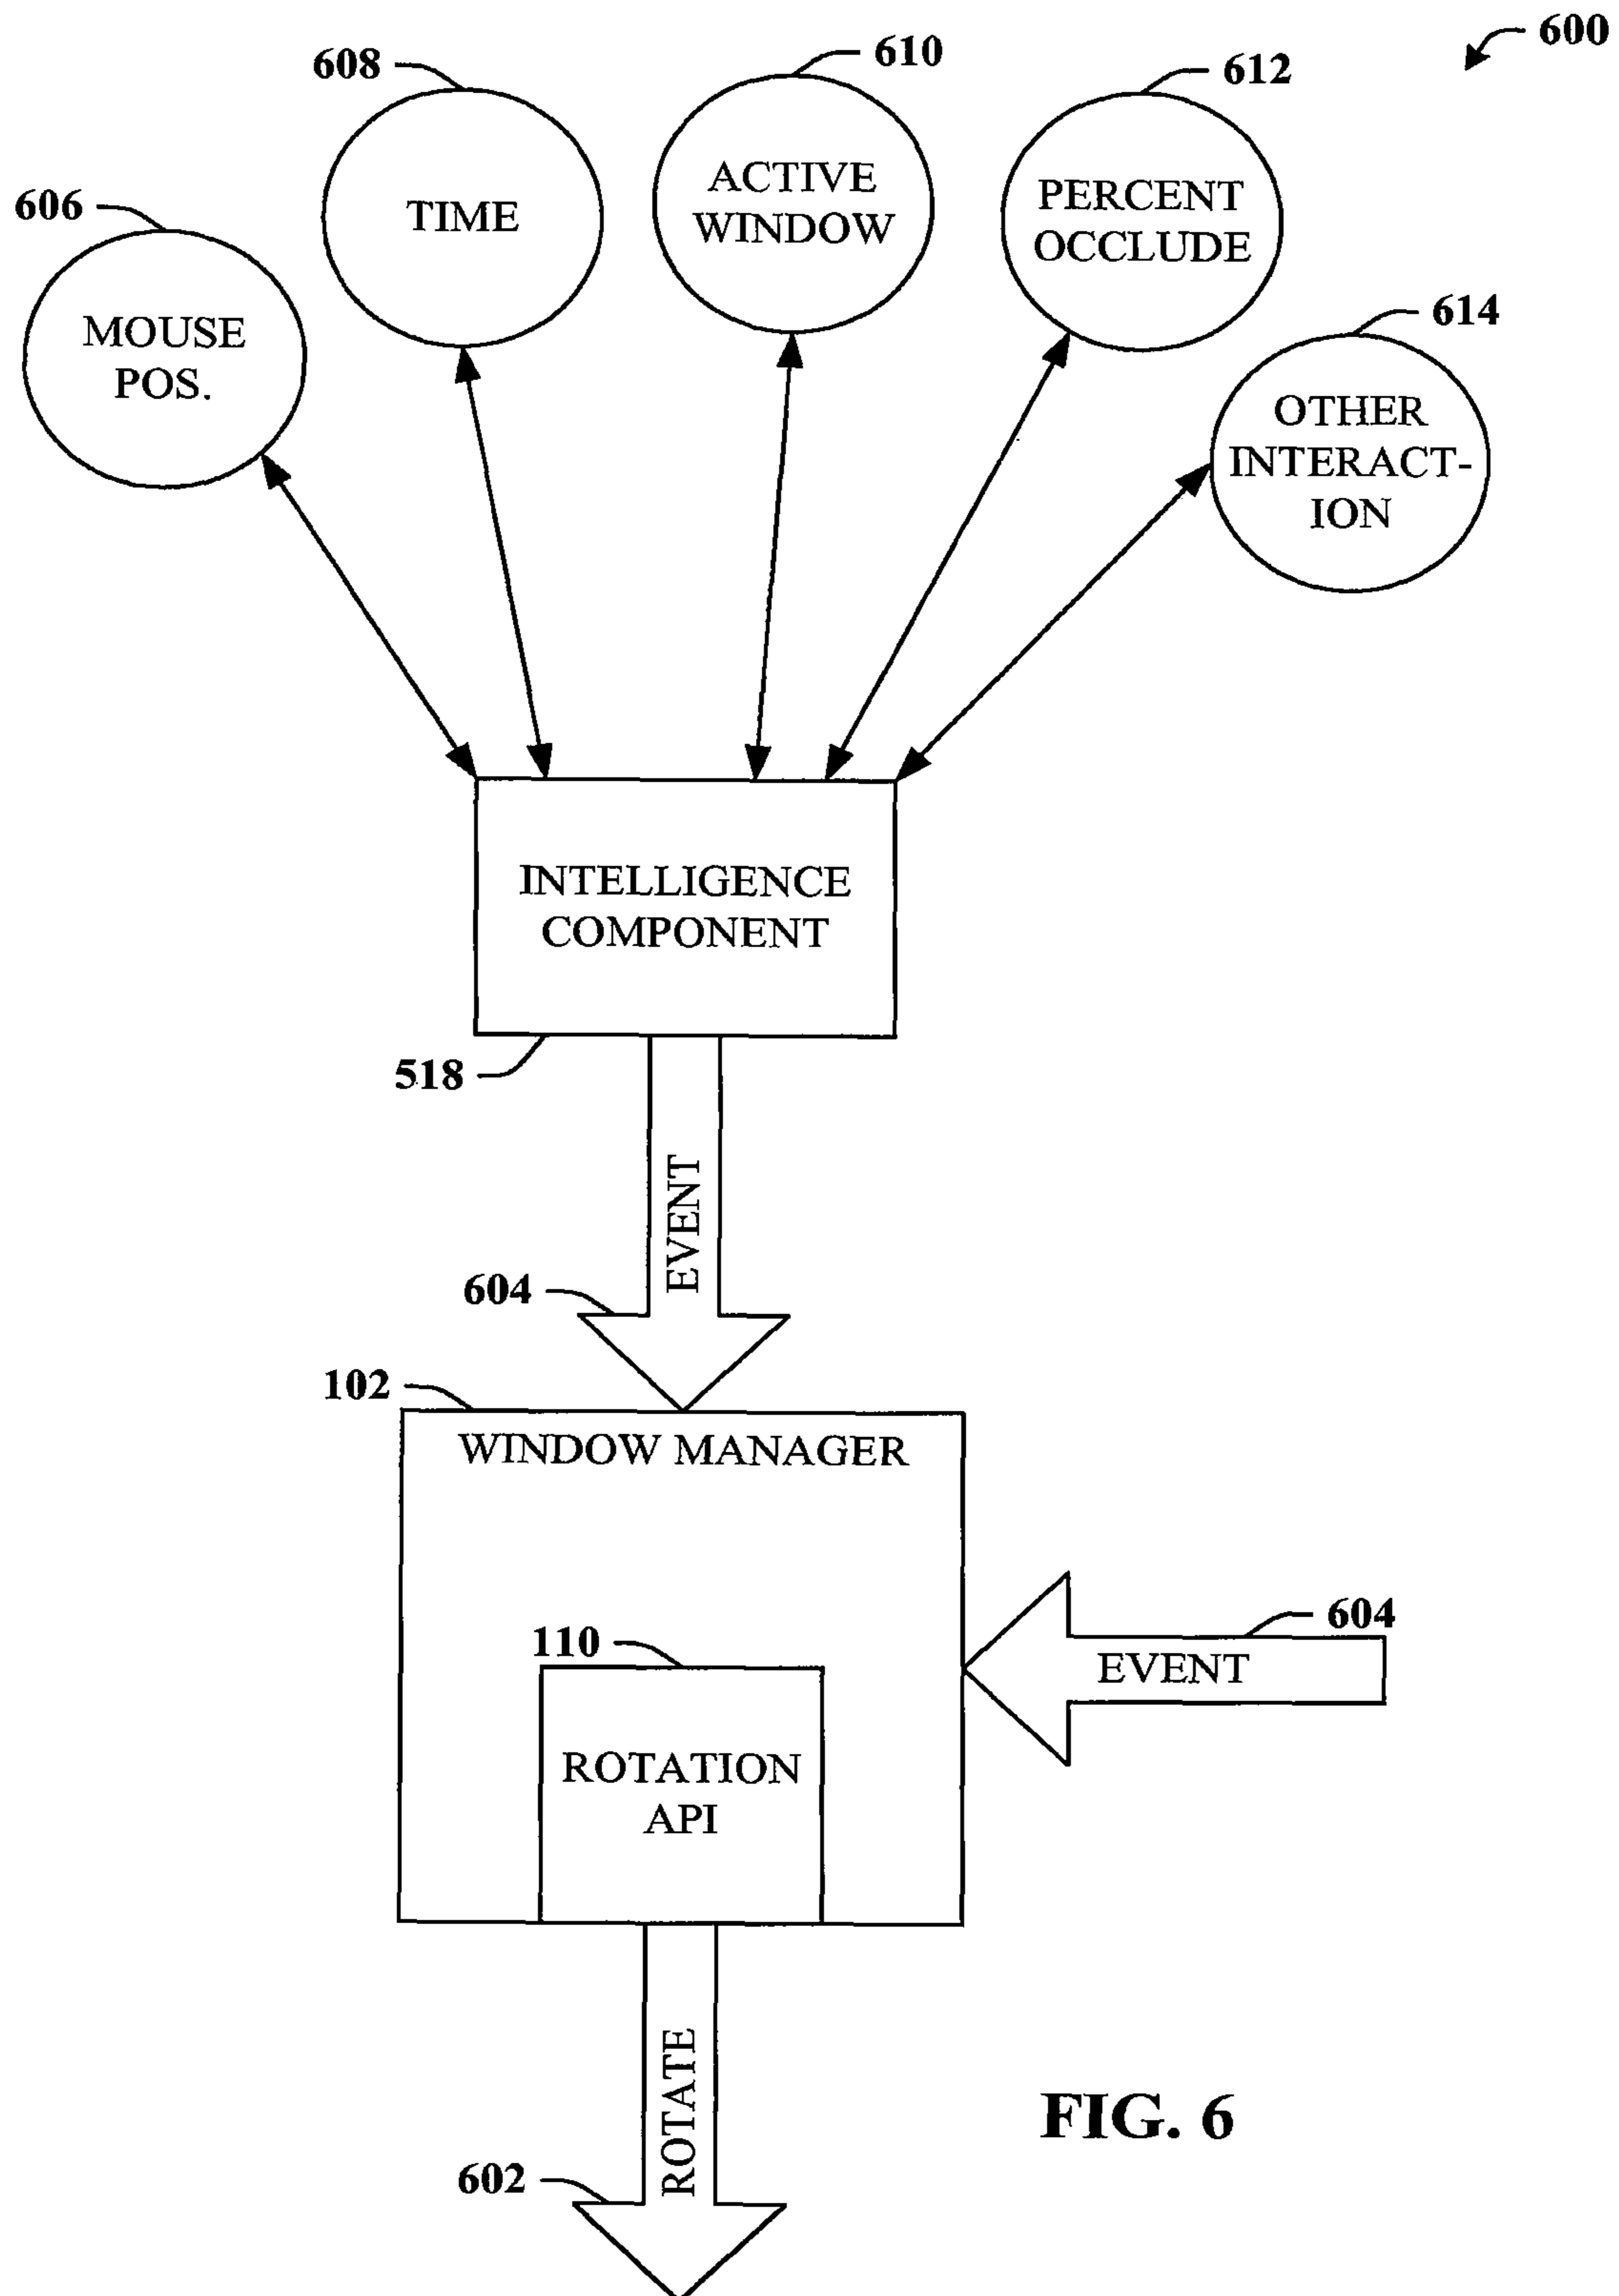 600
608
610
612
606
TIME
ACTIVE
WINDOW
PERCENT
OCCLUDE
MOUSE
POS.
614
OTHER
INTERACT-
ION
INTELLIGENCE
COMPONENT
518
EVENT
604
102
WINDOW MANAGER
604
EVENT
110
ROTATION
API
ROTATE
602
FIG. 6